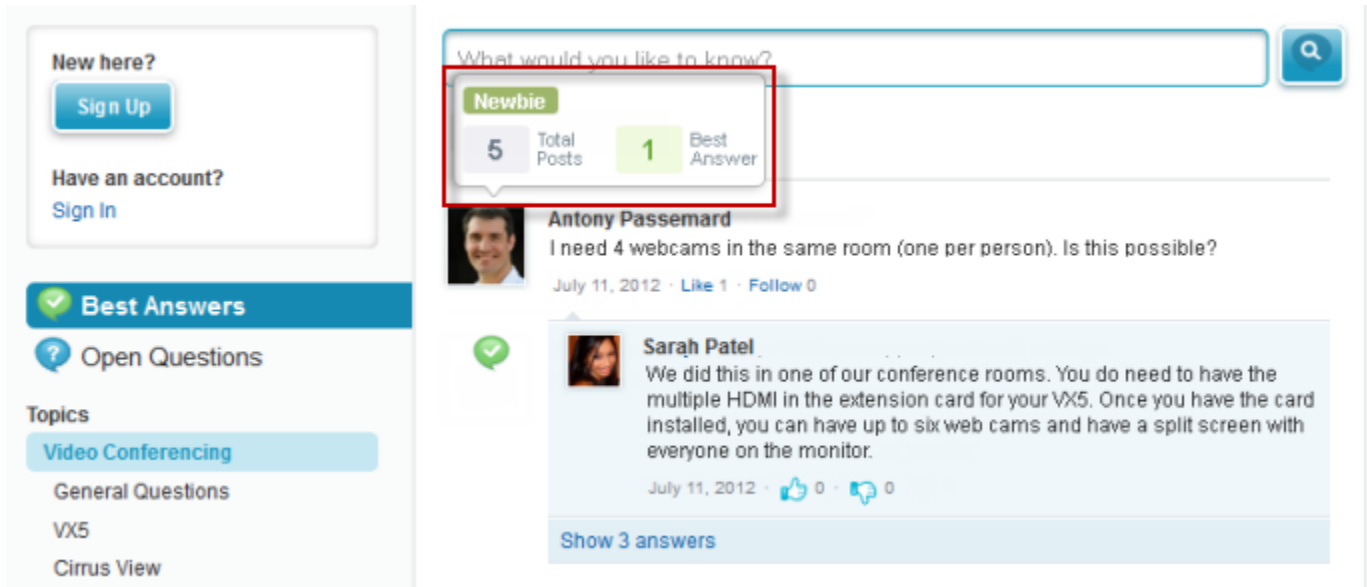 New here?
Sign Up
Have an account?
Sign In
Best Answers
Open Questions
Topics
Video Conferencing
General Questions
VX5
Cirrus View
What would you like to know?
Newbie
5 Total Posts 1 Best Answer
Antony Passemard
I need 4 webcams in the same room (one per person). Is this possible?
July 11, 2012 · Like 1 · Follow 0
Sarah Patel
We did this in one of our conference rooms. You do need to have the
multiple HDMI in the extension card for your VX5. Once you have the card
installed, you can have up to six web cams and have a split screen with
everyone on the monitor.
July 11, 2012 · 0 · 0
Show 3 answers